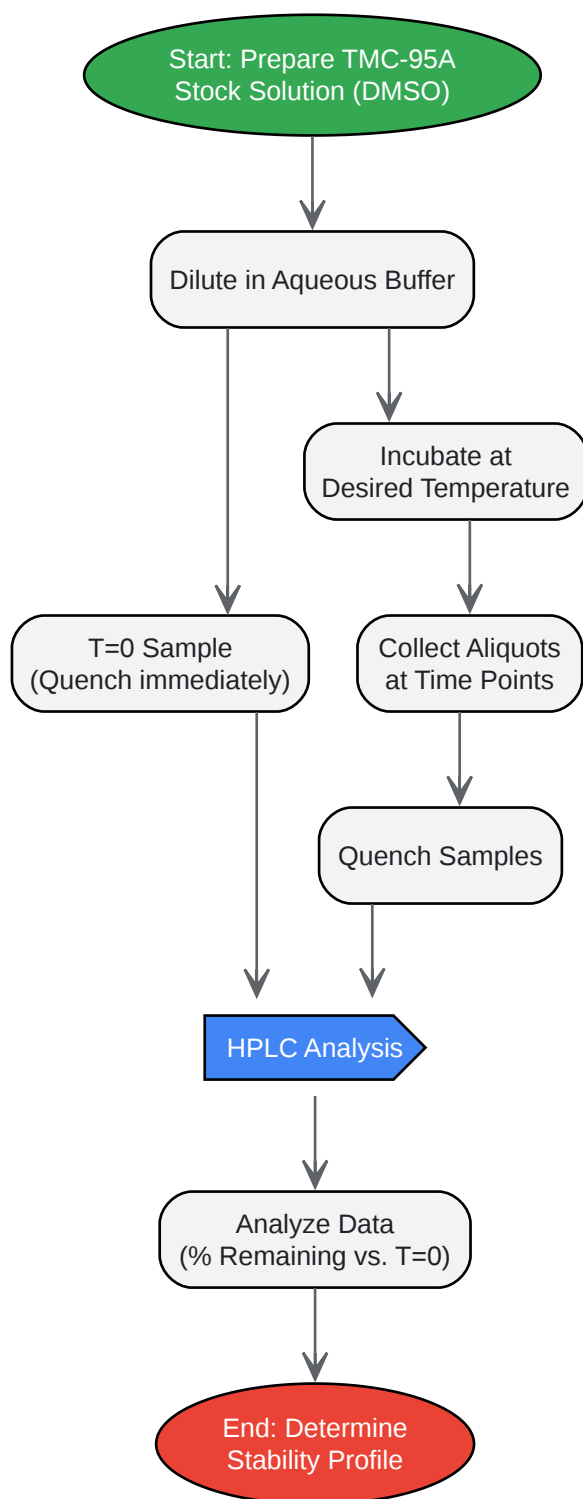 Start: Prepare TMC-95A
Stock Solution (DMSO)
Dilute in Aqueous Buffer
Incubate at
Desired Temperature
T=0 Sample
(Quench immediately)
Collect Aliquots
at Time Points
Quench Samples
HPLC Analysis
Analyze Data
(% Remaining vs. T=0)
End: Determine
Stability Profile